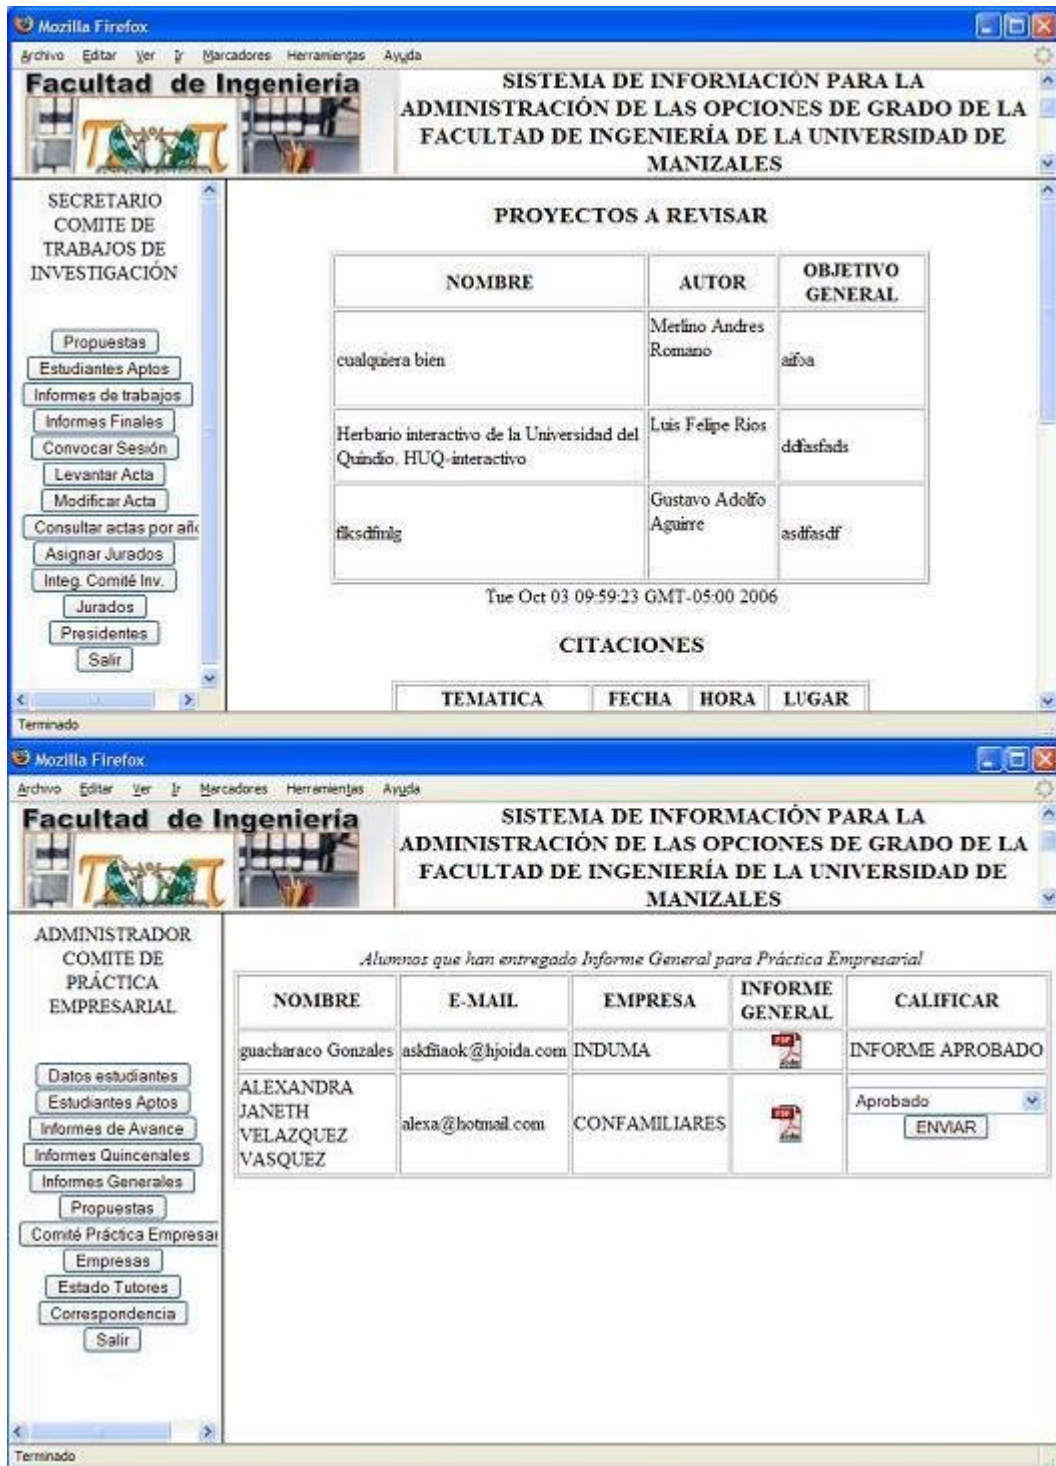 Mozilla Firefox
Archivo Editar Ver Ir Marcadores Herramientas Ayuda
Facultad de Ingeniería
SISTEMA DE INFORMACIÓN PARA LA
ADMINISTRACIÓN DE LAS OPCIONES DE GRADO DE LA
FACULTAD DE INGENIERÍA DE LA UNIVERSIDAD DE
MANIZALES
SECRETARIO
COMITE DE
TRABAJOS DE
INVESTIGACIÓN
Propuestas
Estudiantes Aptos
Informes de trabajos
Informes Finales
Convocar Sesión
Levantar Acta
Modificar Acta
Consultar actas por año
Asignar Jurados
Integ. Comité Inv.
Jurados
Presidentes
Salir
PROYECTOS A REVISAR
NOMBRE AUTOR OBJETIVO
GENERAL
cualquiera bien Merlino Andres
Romano
Herbario interactivo de la Universidad del
Quindio. HUQ-interactivo
Luis Felipe Rios
ddfasfads
Gustavo Adolfo
Aguirre
asdfasdf
Tue Oct 03 09:59:23 GMT-05:00 2006
CITACIONES
TEMATICA FECHA HORA LUGAR
Terminado
Mozilla Firefox
Archivo Editar Ver Ir Marcadores Herramientas Ayuda
Facultad de Ingeniería
SISTEMA DE INFORMACIÓN PARA LA
ADMINISTRACIÓN DE LAS OPCIONES DE GRADO DE LA
FACULTAD DE INGENIERÍA DE LA UNIVERSIDAD DE
MANIZALES
ADMINISTRADOR
COMITE DE
PRÁCTICA
EMPRESARIAL
Datos estudiantes
Estudiantes Aptos
Informes de Avance
Informes Quincenales
Informes Generales
Propuestas
Comité Práctica Empresar
Empresas
Estado Tutores
Correspondencia
Salir
Alumnos que han entregado Informe General para Práctica Empresarial
NOMBRE E-MAIL EMPRESA INFORME
GENERAL CALIFICAR
guacharaco Gonzales INDUMA PDF INFORME APROBADO
ALEXANDRA
JANETH
VELAZQUEZ
VASQUEZ
alexa@hotmail.com CONFAMILIARES PDF Aprobado
ENVIAR
Terminado